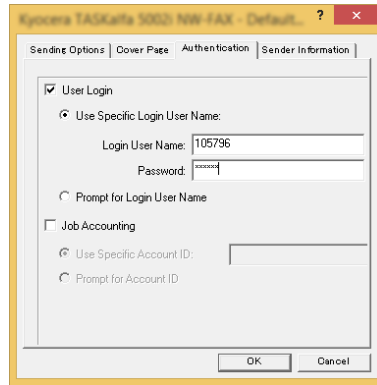 Kyocera TASKalfa 5002i NW-FAX - Default... ? ×
Sending Options Cover Page Authentication Sender Information
User Login
Use Specific Login User Name:
Login User Name: 105796
Password: ******
Prompt for Login User Name
Job Accounting
Use Specific Account ID:
Prompt for Account ID
OK Cancel